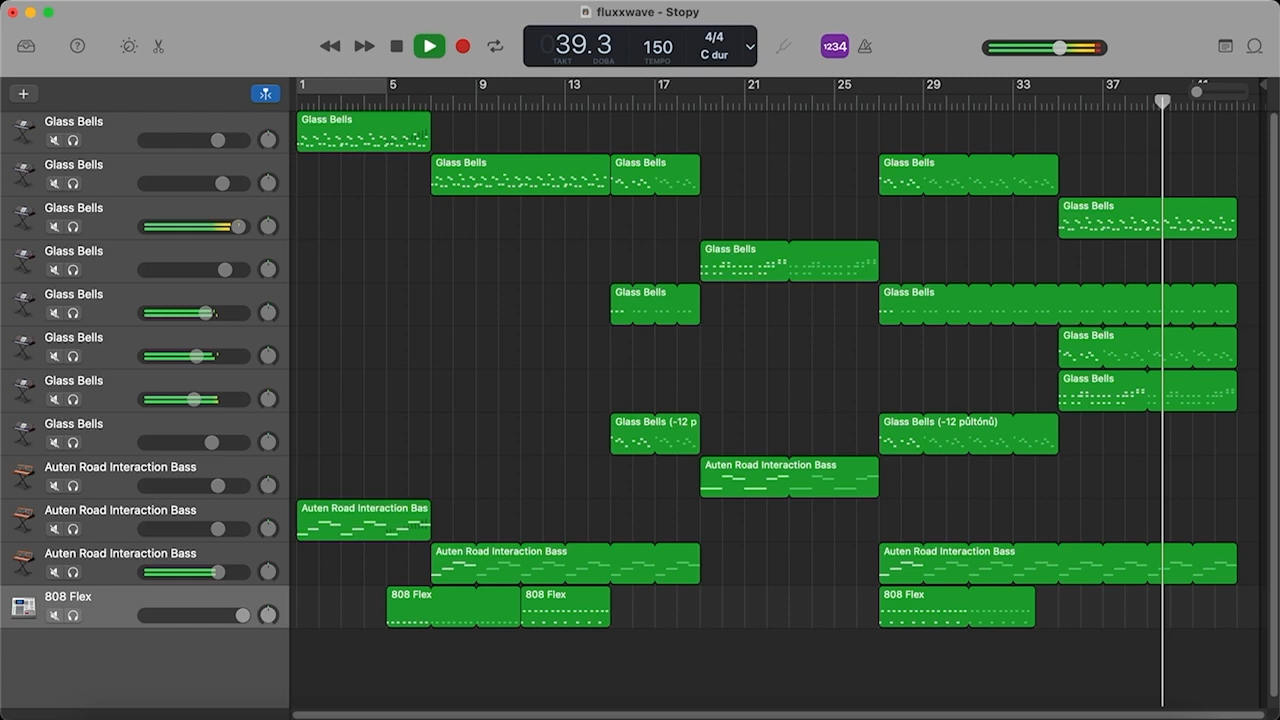 fluxxwave - Stopy
39.3
TAKT DOBA
150
TEMPO
4/4
C dur
1234
1 5 9 13 17 21 25 29 33 37
Glass Bells
Glass Bells
Glass Bells
Glass Bells Glass Bells Glass Bells
Glass Bells
Glass Bells
Glass Bells
Glass Bells
Glass Bells
Glass Bells Glass Bells
Glass Bells
Glass Bells
Glass Bells
Glass Bells
Glass Bells
Glass Bells (-12 p Glass Bells (-12 půltónů)
Auten Road Interaction Bass
Auten Road Interaction Bass
Auten Road Interaction Bass
Auten Road Interaction Bas
Auten Road Interaction Bass
Auten Road Interaction Bass Auten Road Interaction Bass
808 Flex
808 Flex 808 Flex 808 Flex